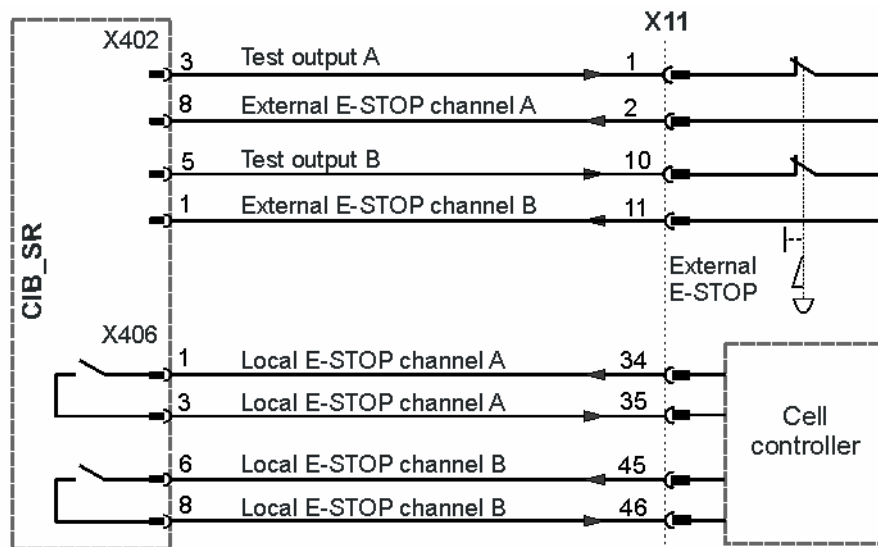 X402
X11
3 Test output A 1
8 External E-STOP channel A 2
5 Test output B 10
1 External E-STOP channel B 11
External
E-STOP
CIB_SR
X406
1 Local E-STOP channel A 34
3 Local E-STOP channel A 35
6 Local E-STOP channel B 45
8 Local E-STOP channel B 46
Cell
controller